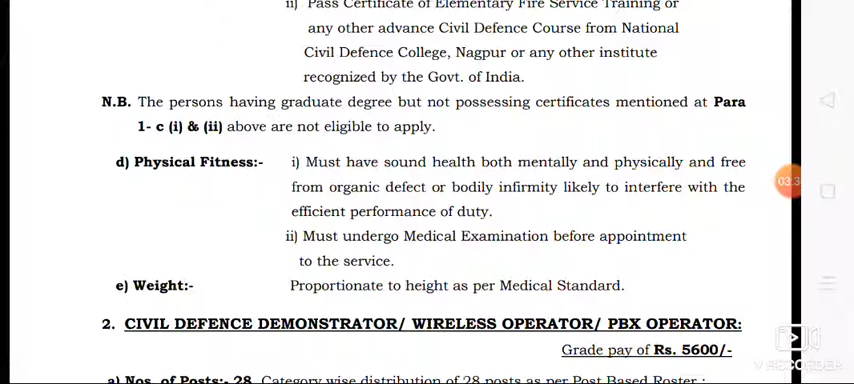 ii) Pass Certificate of Elementary Fire Service Training or
any other advance Civil Defence Course from National
Civil Defence College, Nagpur or any other institute
recognized by the Govt. of India.
N.B. The persons having graduate degree but not possessing certificates mentioned at Para
1- c (i) & (ii) above are not eligible to apply.
d) Physical Fitness:- i) Must have sound health both mentally and physically and free
from organic defect or bodily infirmity likely to interfere with the
efficient performance of duty.
ii) Must undergo Medical Examination before appointment
to the service.
e) Weight:- Proportionate to height as per Medical Standard.
2. CIVIL DEFENCE DEMONSTRATOR/ WIRELESS OPERATOR/ PBX OPERATOR:
Grade pay of Rs. 5600/-
a) Nos. of Posts:- 28. Category wise distribution of 28 posts as per Post Based Roster :
03:3
V RECORDER